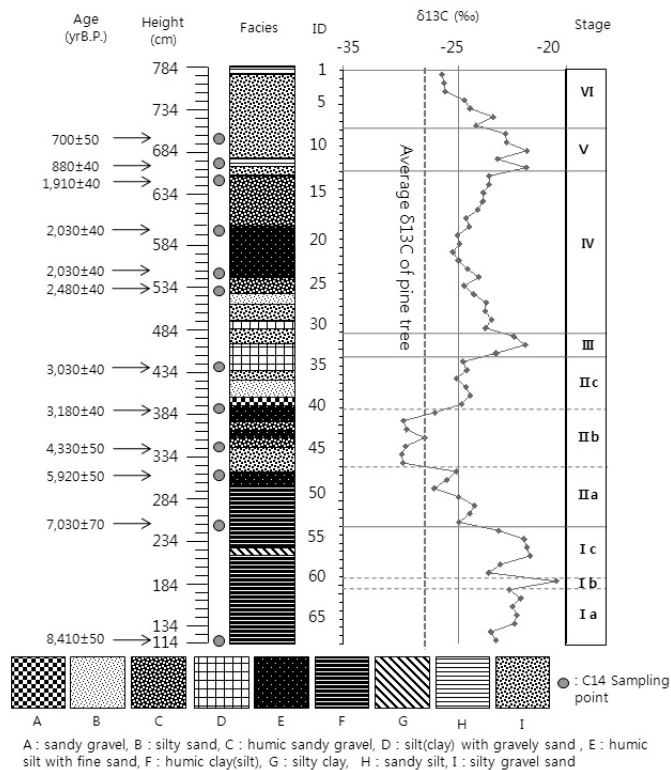 Age
(yrB.P.)
Height
(cm)
Facies
ID
δ13C (‰)
-35 -25 -20
Stage
784
734
684
634
584
534
484
434
384
334
284
234
184
134
114
700±50
880±40
1,910±40
2,030±40
2,030±40
2,480±40
3,030±40
3,180±40
4,330±50
5,920±50
7,030±70
8,410±50
1
5
10
15
20
25
30
35
40
45
50
55
60
65
Average δ13C of pine tree
VI
V
IV
III
IIc
IIb
IIa
I c
I b
I a
A B C D E F G H I
: C14 Sampling
point
A : sandy gravel, B : silty sand, C : humic sandy gravel, D : silt(clay) with gravely sand , E : humic
silt with fine sand, F : humic clay(silt), G : silty clay, H : sandy silt, I : silty gravel sand